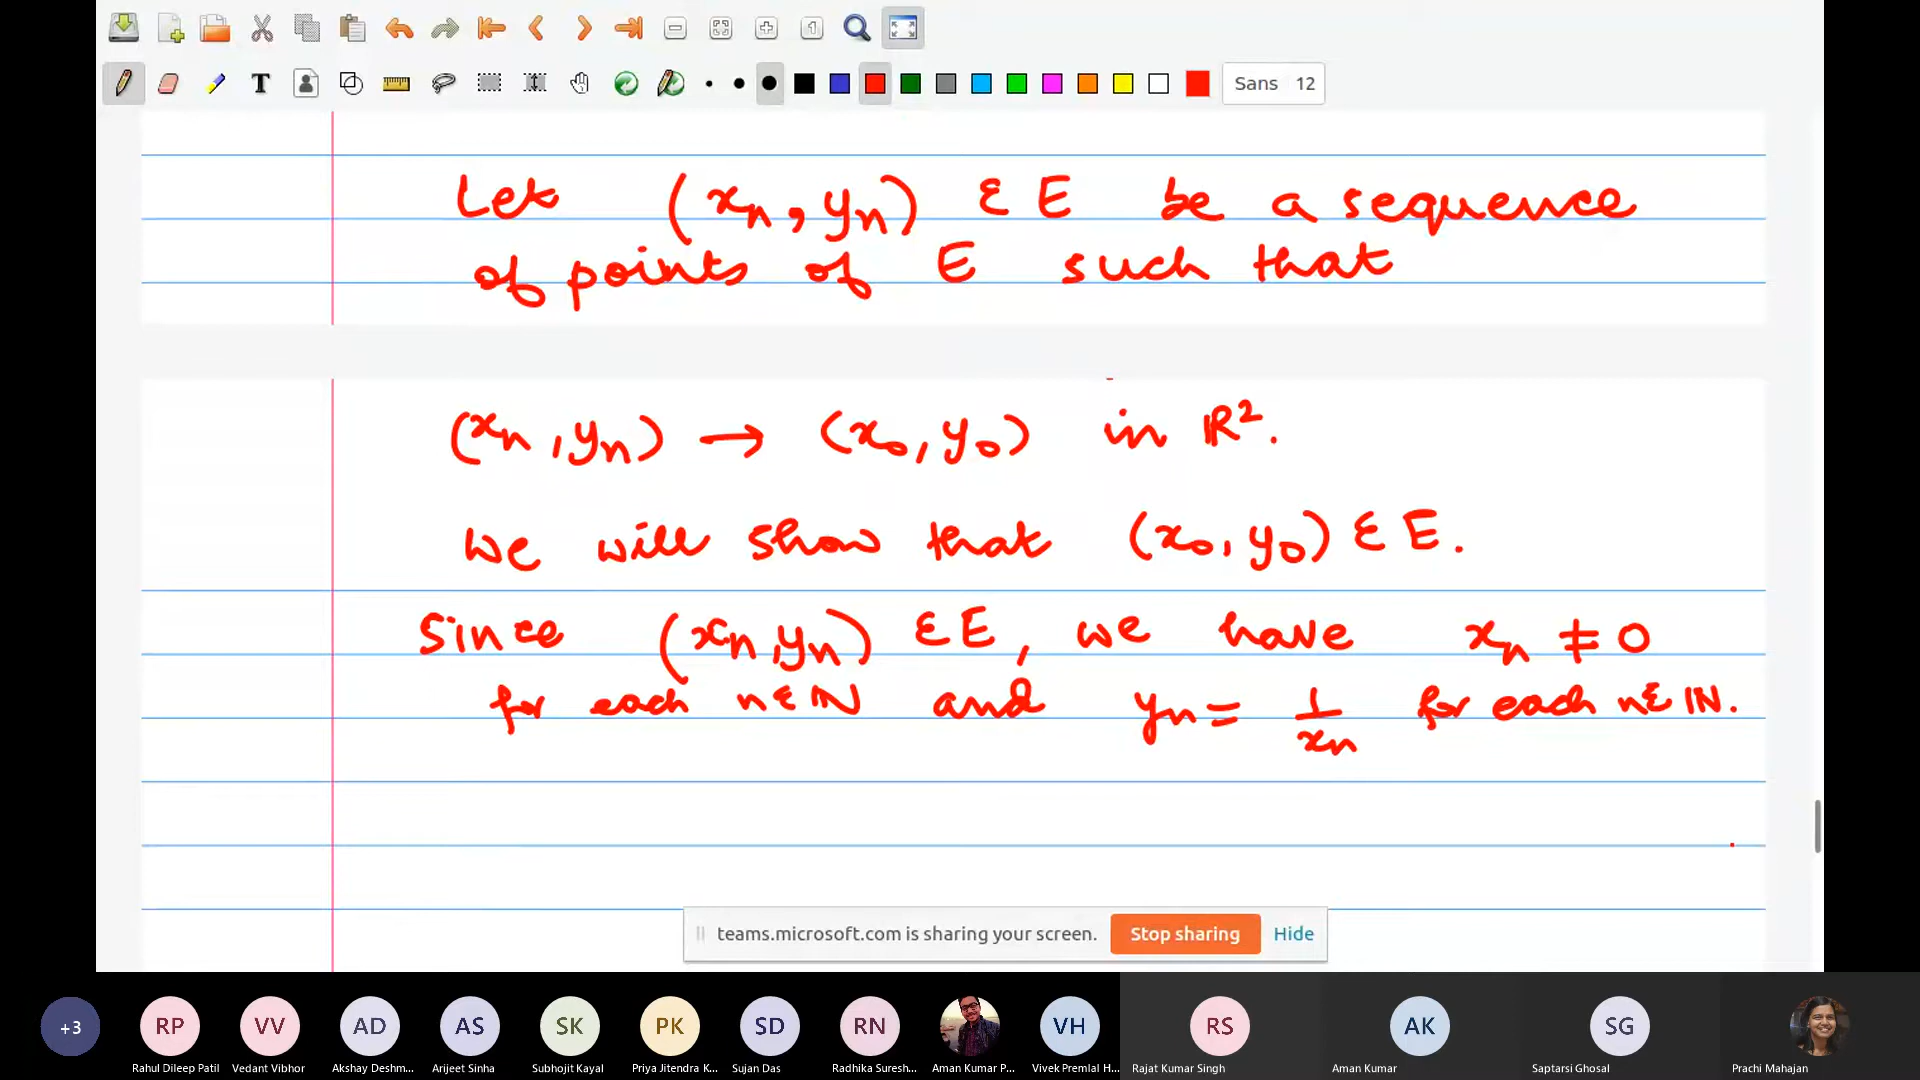 T
1
Sans 12
Let (xn, yn) ∈ E be a sequence
of points of E such that
(xn, yn) → (x₀, y₀) in ℝ².
We will show that (x₀, y₀) ∈ E.
Since (xn, yn) ∈ E, we have xn ≠ 0
for each n ∈ ℕ and yn = 1/xn for each n ∈ ℕ.
teams.microsoft.com is sharing your screen. Stop sharing Hide
+3 RP VV AD AS SK PK SD RN VH RS AK SG
Rahul Dileep Patil Vedant Vibhor Akshay Deshm... Arijeet Sinha Subhojit Kayal Priya Jitendra K... Sujan Das Radhika Suresh... Aman Kumar P... Vivek Premlal H... Rajat Kumar Singh Aman Kumar Saptarsi Ghosal Prachi Mahajan